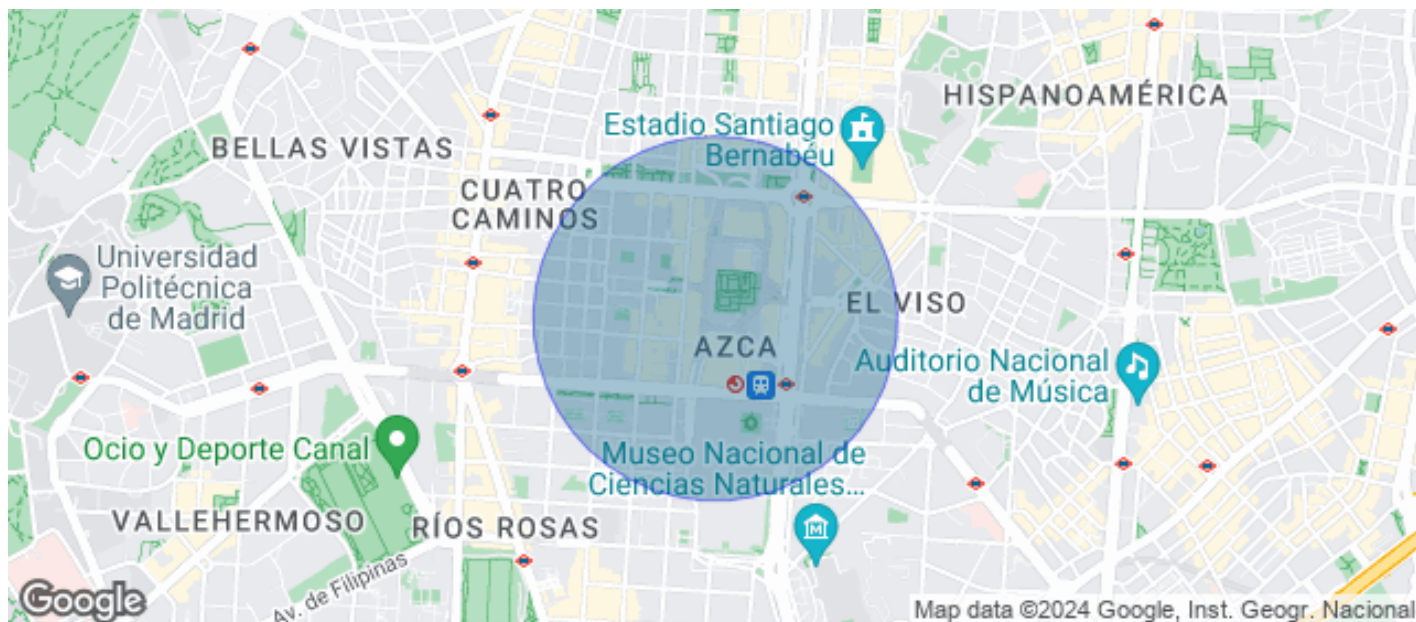 HISPANOAMÉRICA
Estadio Santiago
Bernabéu
BELLAS VISTAS
CUATRO
CAMINOS
Universidad
Politécnica
de Madrid
EL VISO
AZCA
Auditorio Nacional
de Música
Ocio y Deporte Canal
Museo Nacional de
Ciencias Naturales...
VALLEHERMOSO
RÍOS ROSAS
M
Av. de Filipinas
Google
Map data ©2024 Google, Inst. Geogr. Nacional